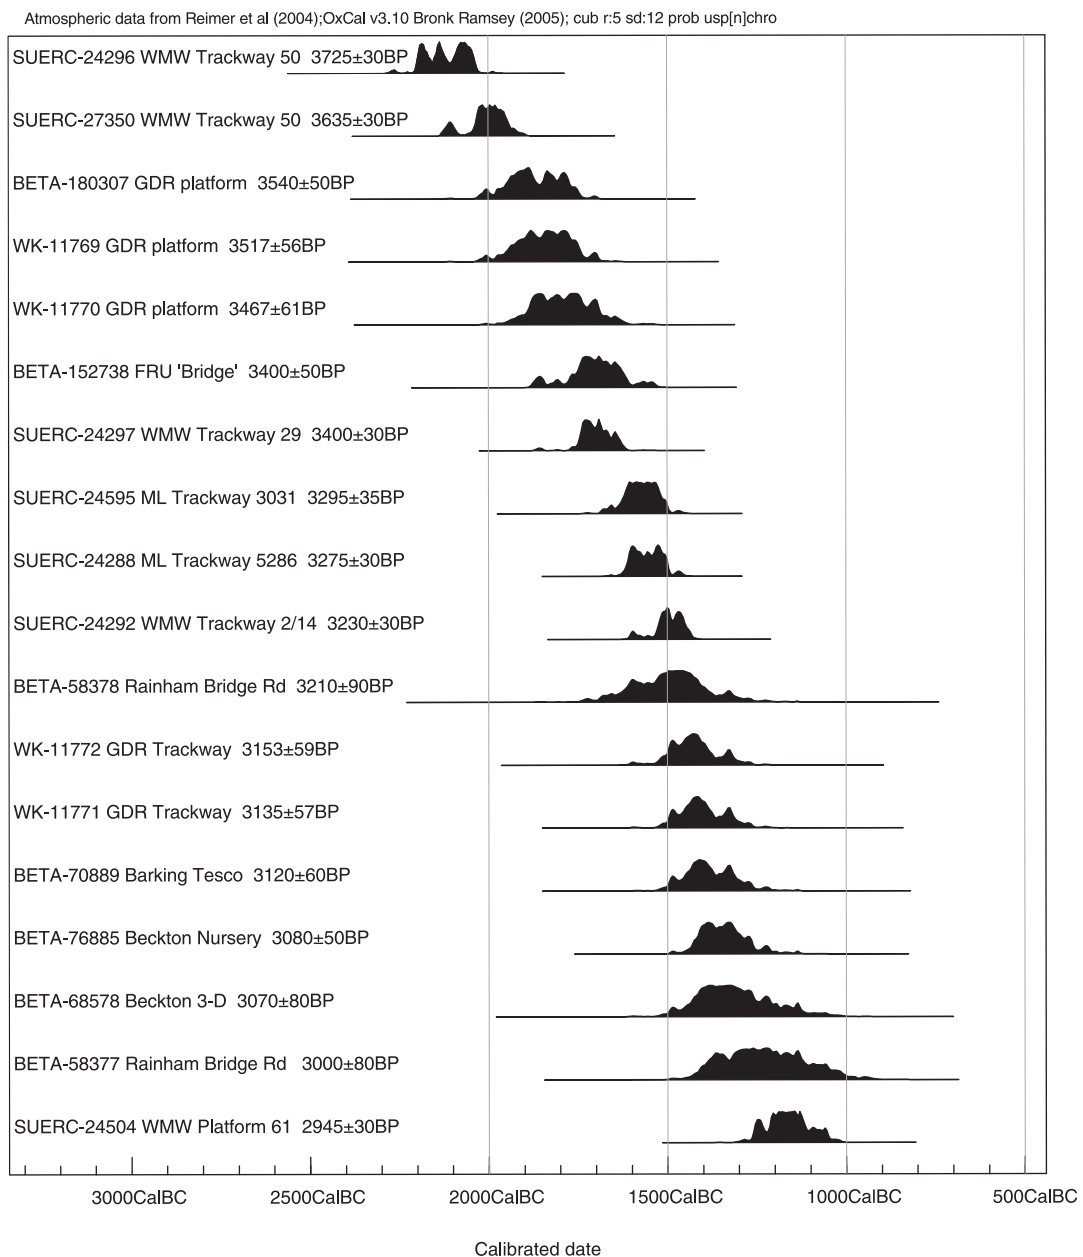 Atmospheric data from Reimer et al (2004);OxCal v3.10 Bronk Ramsey (2005); cub r:5 sd:12 prob usp[n]chro
SUERC-24296 WMW Trackway 50 3725±30BP
SUERC-27350 WMW Trackway 50 3635±30BP
BETA-180307 GDR platform 3540±50BP
WK-11769 GDR platform 3517±56BP
WK-11770 GDR platform 3467±61BP
BETA-152738 FRU 'Bridge' 3400±50BP
SUERC-24297 WMW Trackway 29 3400±30BP
SUERC-24595 ML Trackway 3031 3295±35BP
SUERC-24288 ML Trackway 5286 3275±30BP
SUERC-24292 WMW Trackway 2/14 3230±30BP
BETA-58378 Rainham Bridge Rd 3210±90BP
WK-11772 GDR Trackway 3153±59BP
WK-11771 GDR Trackway 3135±57BP
BETA-70889 Barking Tesco 3120±60BP
BETA-76885 Beckton Nursery 3080±50BP
BETA-68578 Beckton 3-D 3070±80BP
BETA-58377 Rainham Bridge Rd 3000±80BP
SUERC-24504 WMW Platform 61 2945±30BP
3000CalBC 2500CalBC 2000CalBC 1500CalBC 1000CalBC 500CalBC
Calibrated date